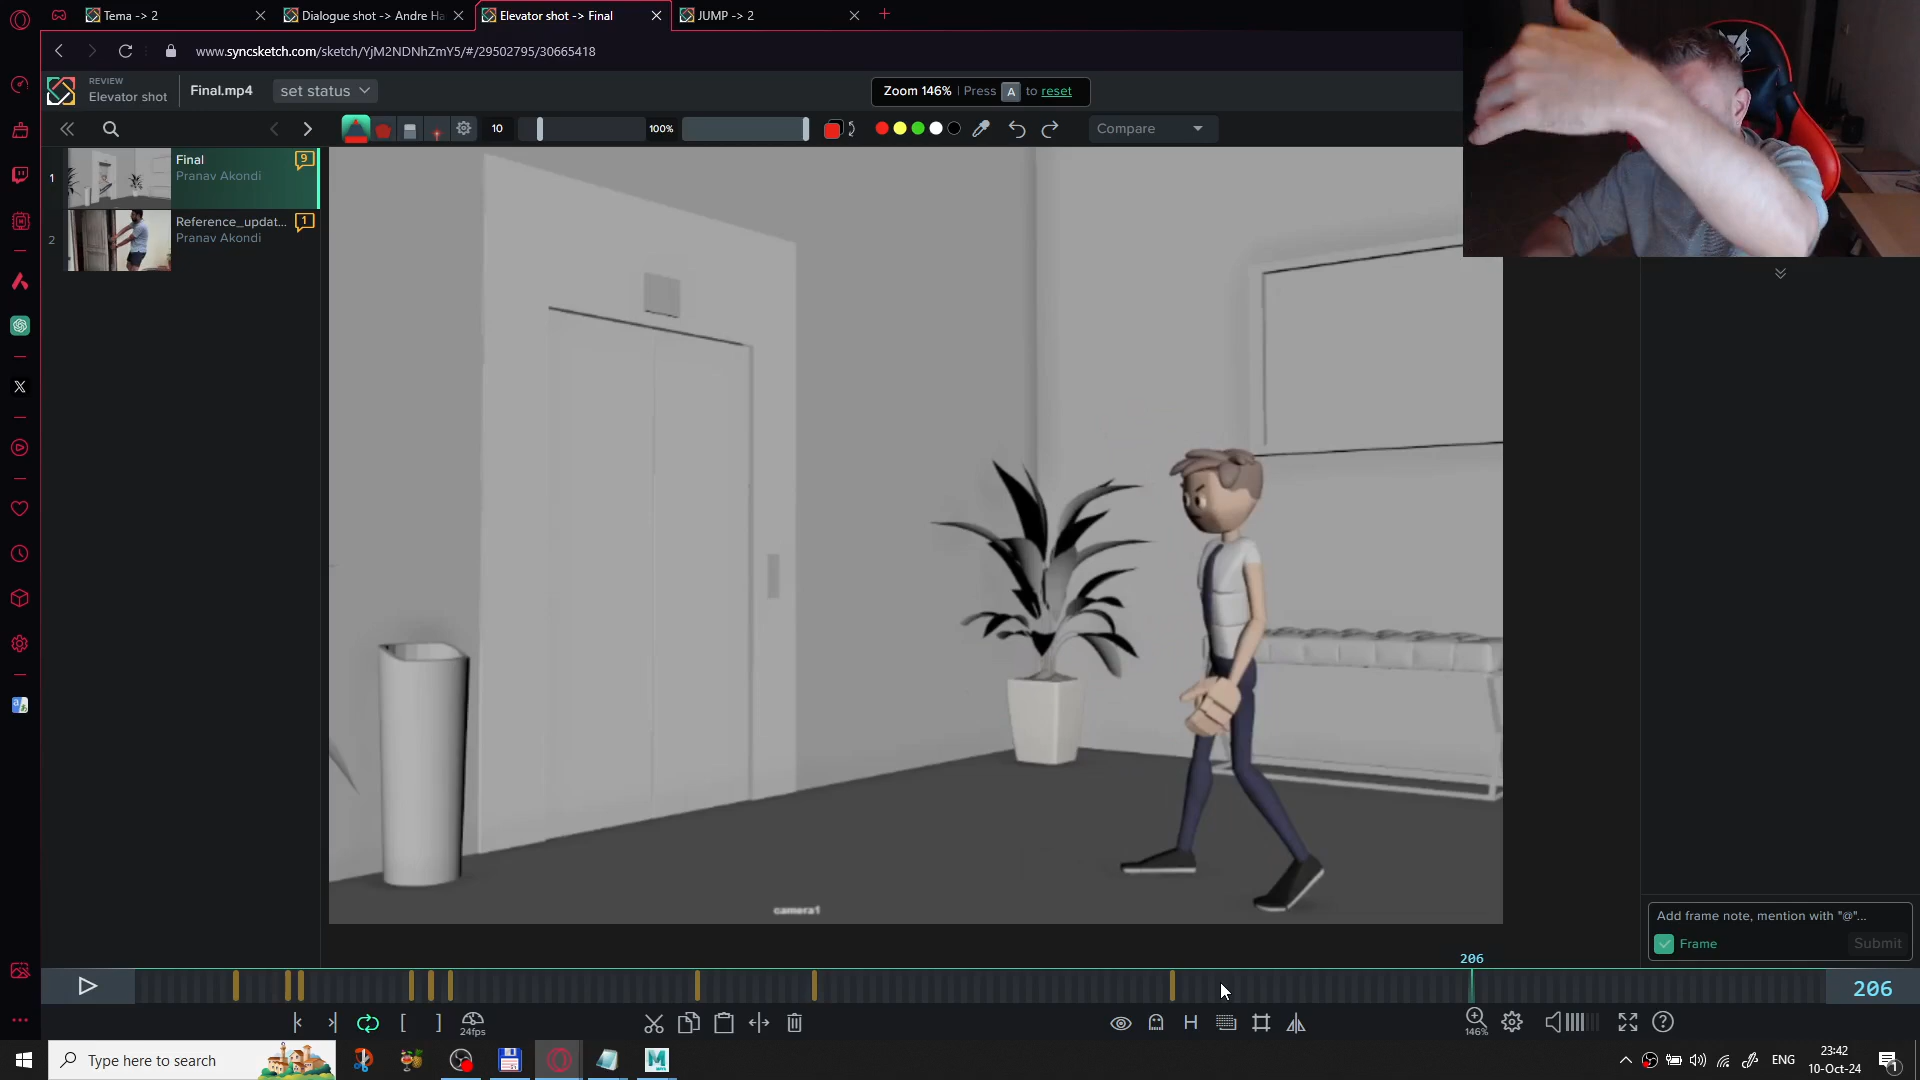 Tema -> 2
Dialogue shot -> Andre Ha
Elevator shot -> Final
JUMP -> 2
www.syncsketch.com/sketch/YjM2NDNhZmY5/#/29502795/30665418
REVIEW
Elevator shot
Final.mp4
set status
Zoom 146% | Press A to reset
10
100%
Compare
1
Final
Pranav Akondi
9
2
Reference_updat...
Pranav Akondi
1
camera1
Add frame note, mention with "@"...
Frame
Submit
206
206
24fps
H
146%
Type here to search
ENG
23:42
10-Oct-24
1